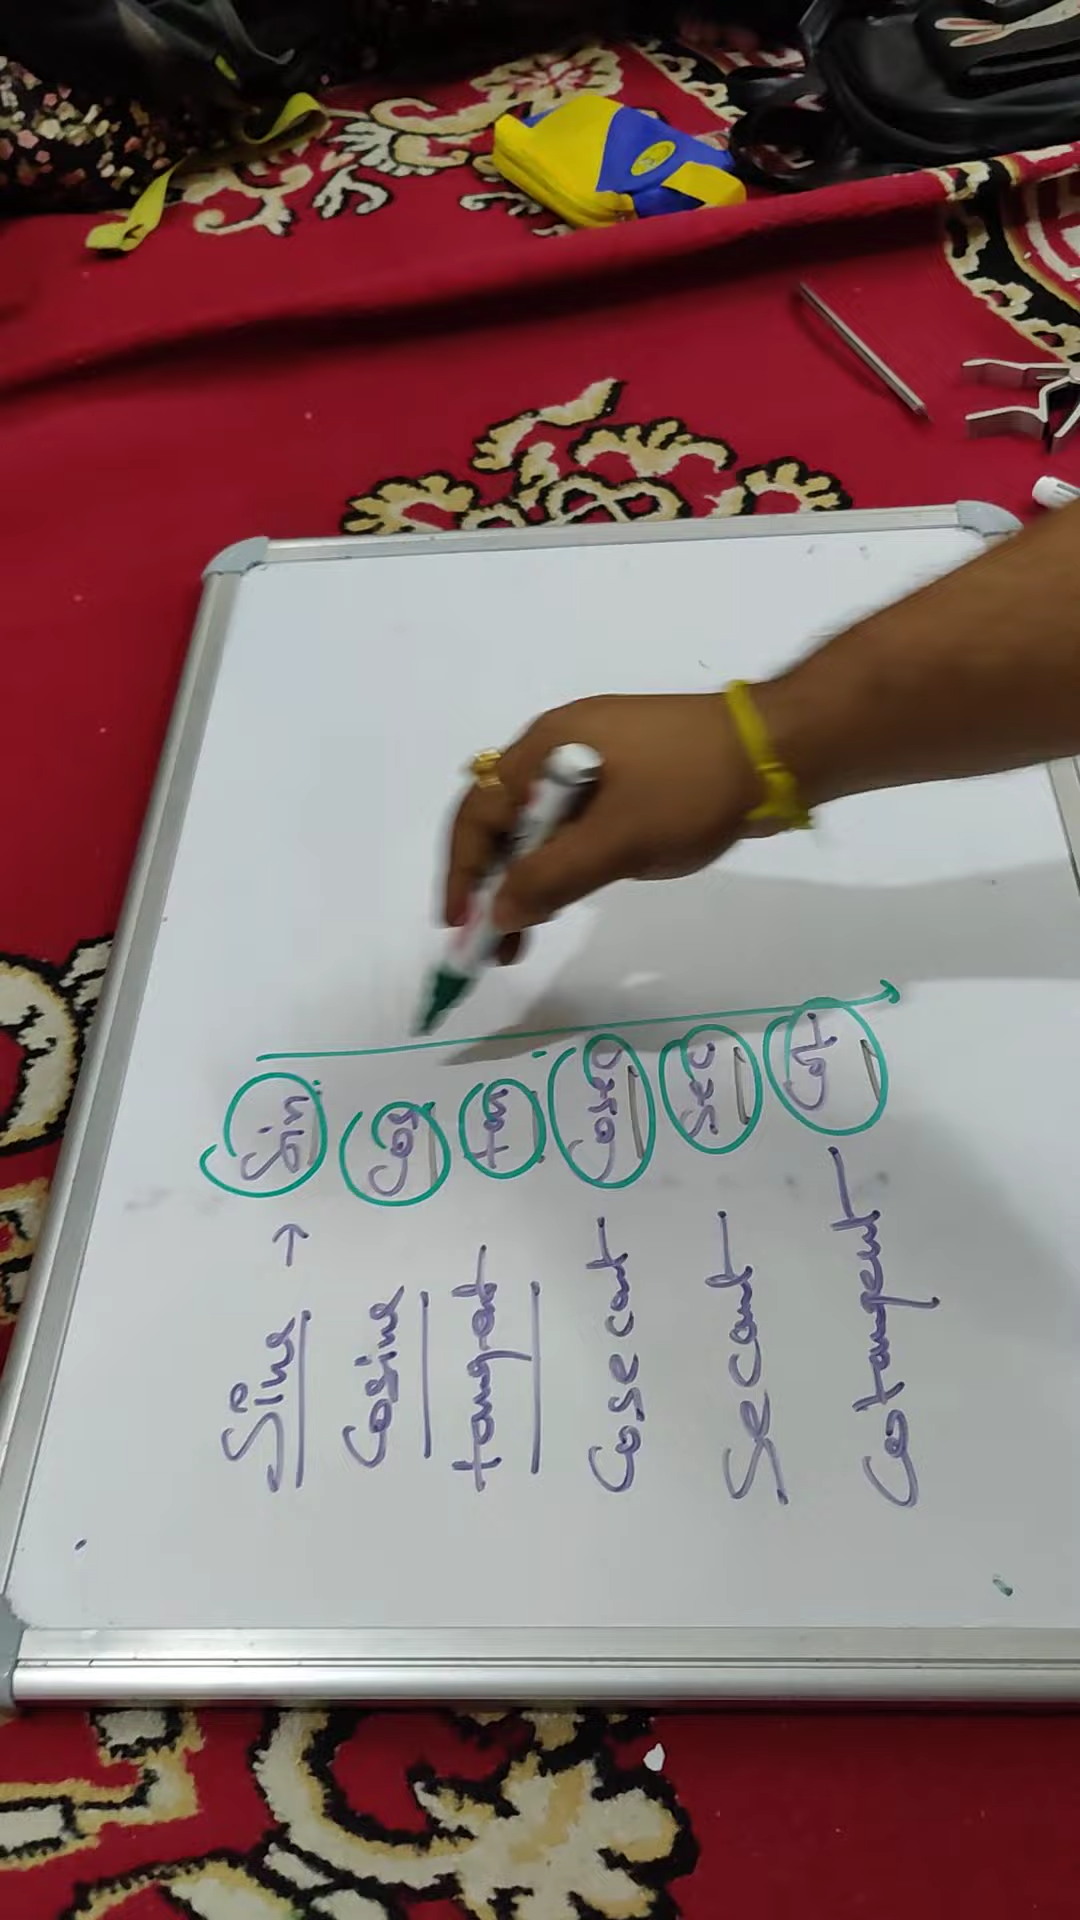 Sine → Sin
Cosine Cos
tangent tan
Cosecant Cosec
Secant Sec
Cotangent Cot